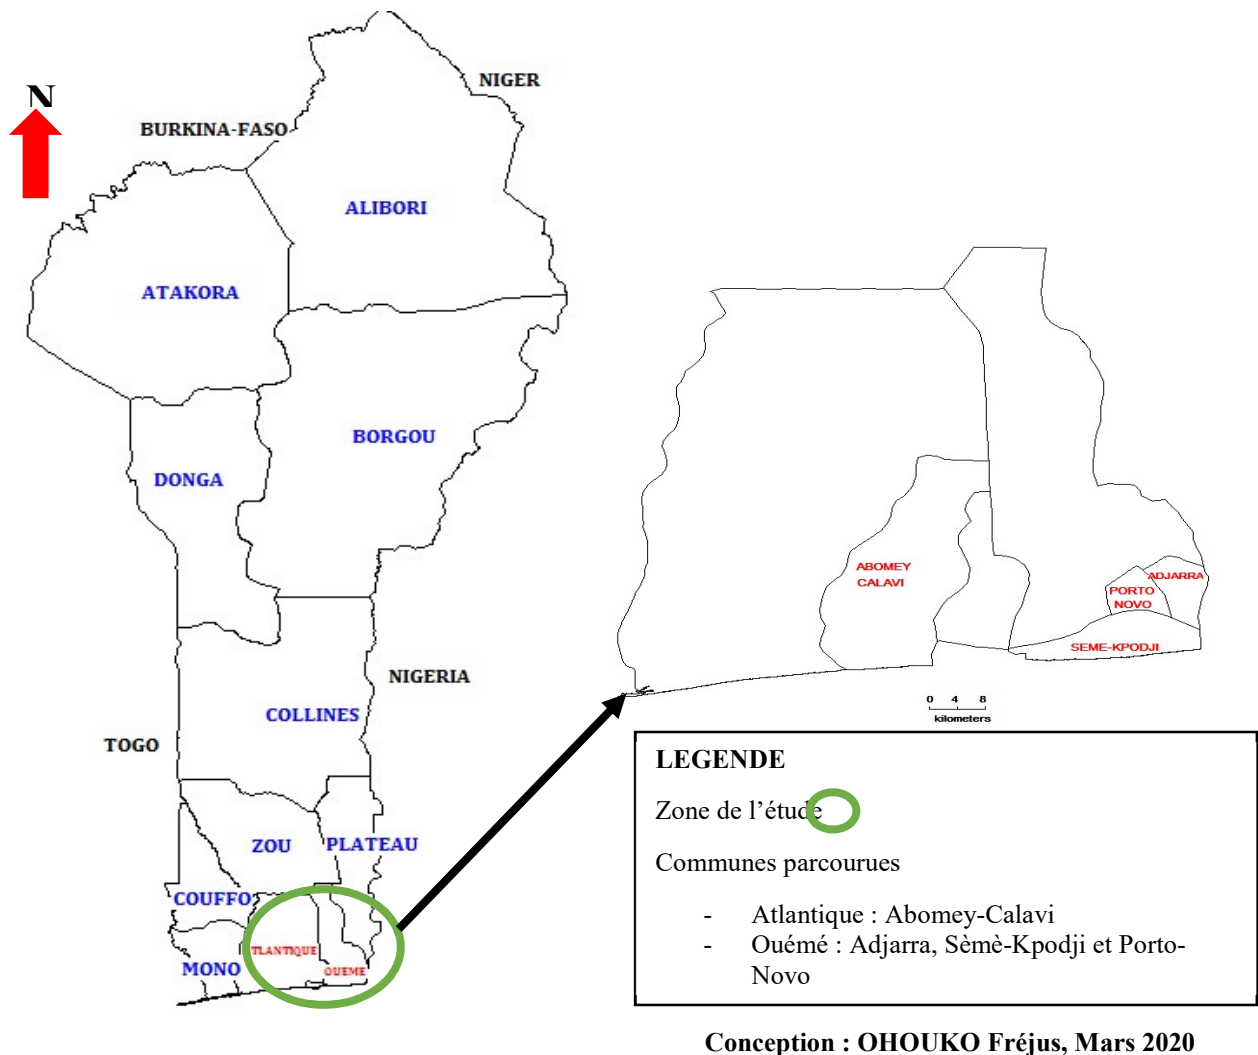 N
NIGER
BURKINA-FASO
ALIBORI
ATAKORA
BORGOU
DONGA
NIGERIA
COLLINES
TOGO
ZOU
PLATEAU
COUFFO
TLANTIQUE
MONO
OUEME
ABOMEY
CALAVI
ADJARRA
PORTO
NOVO
SEME-KPODJI
0 4 8
kilometers
LEGENDE
Zone de l'étude
Communes parcourues
- Atlantique : Abomey-Calavi
- Ouémé : Adjarra, Sèmè-Kpodji et Porto-
Novo
Conception : OHOUKO Fréjus, Mars 2020